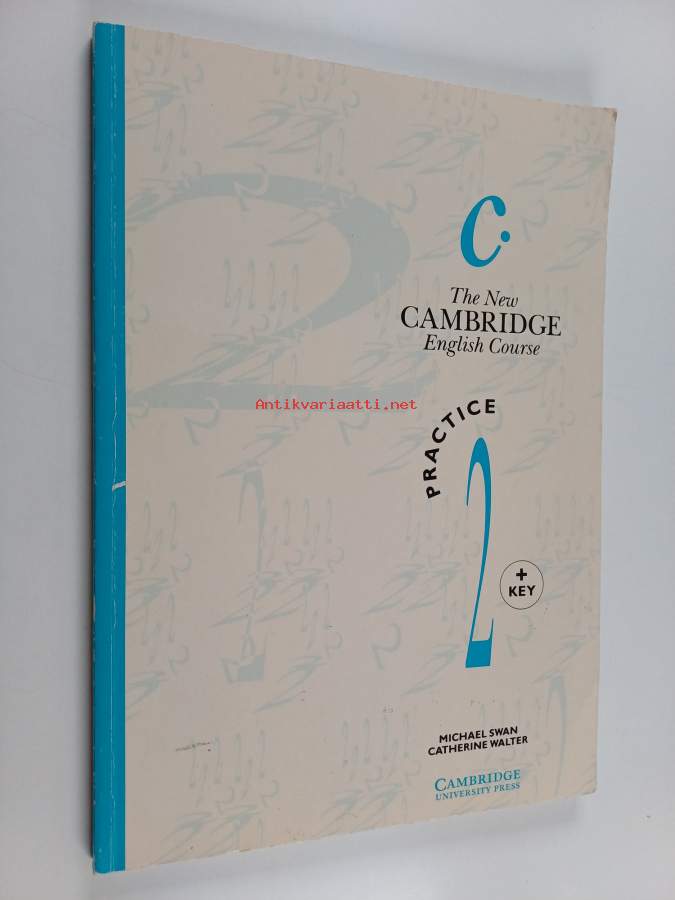 C.
The New
CAMBRIDGE
English Course
Antikvariaatti.net
PRACTICE
2
+
KEY
MICHAEL SWAN
CATHERINE WALTER
CAMBRIDGE
UNIVERSITY PRESS